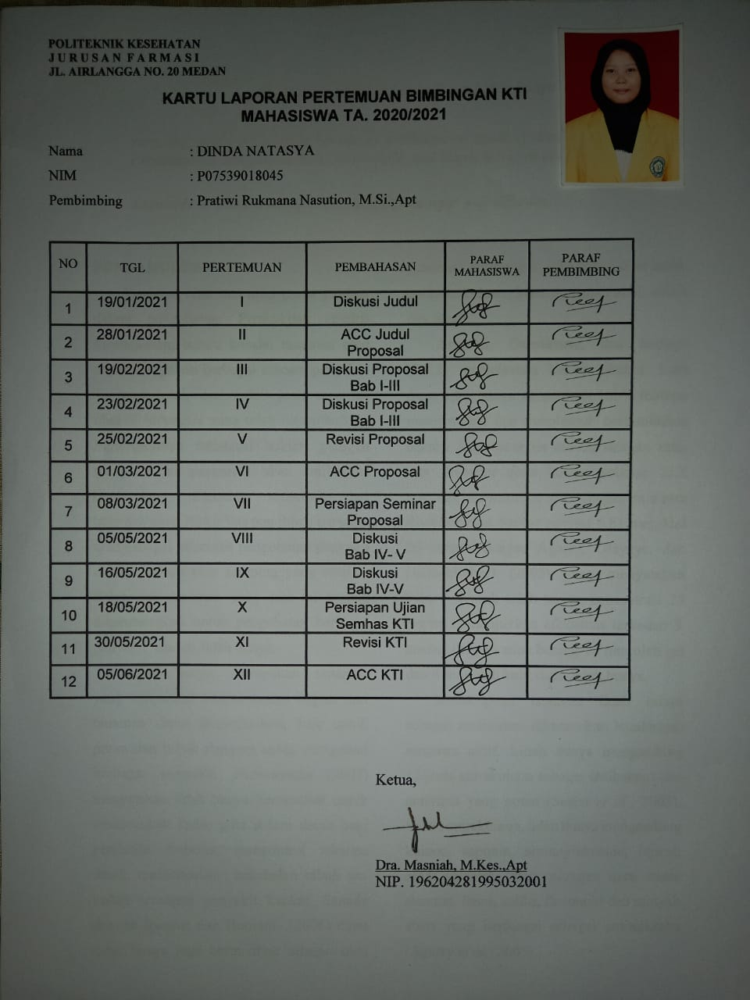 POLITEKNIK KESEHATAN
JURUSAN FARMASI
JL. AIRLANGGA NO. 20 MEDAN
KARTU LAPORAN PERTEMUAN BIMBINGAN KTI
MAHASISWA TA. 2020/2021
Nama : DINDA NATASYA
NIM : P07539018045
Pembimbing : Pratiwi Rukmana Nasution, M.Si.,Apt
NO TGL PERTEMUAN PEMBAHASAN PARAF MAHASISWA PARAF PEMBIMBING
1 19/01/2021 I Diskusi Judul
2 28/01/2021 II ACC Judul
Proposal
3 19/02/2021 III Diskusi Proposal
Bab I-III
4 23/02/2021 IV Diskusi Proposal
Bab I-III
5 25/02/2021 V Revisi Proposal
6 01/03/2021 VI ACC Proposal
7 08/03/2021 VII Persiapan Seminar
Proposal
8 05/05/2021 VIII Diskusi
Bab IV- V
9 16/05/2021 IX Diskusi
Bab IV-V
10 18/05/2021 X Persiapan Ujian
Semhas KTI
11 30/05/2021 XI Revisi KTI
12 05/06/2021 XII ACC KTI
Ketua,
Dra. Masniah, M.Kes.,Apt
NIP. 196204281995032001